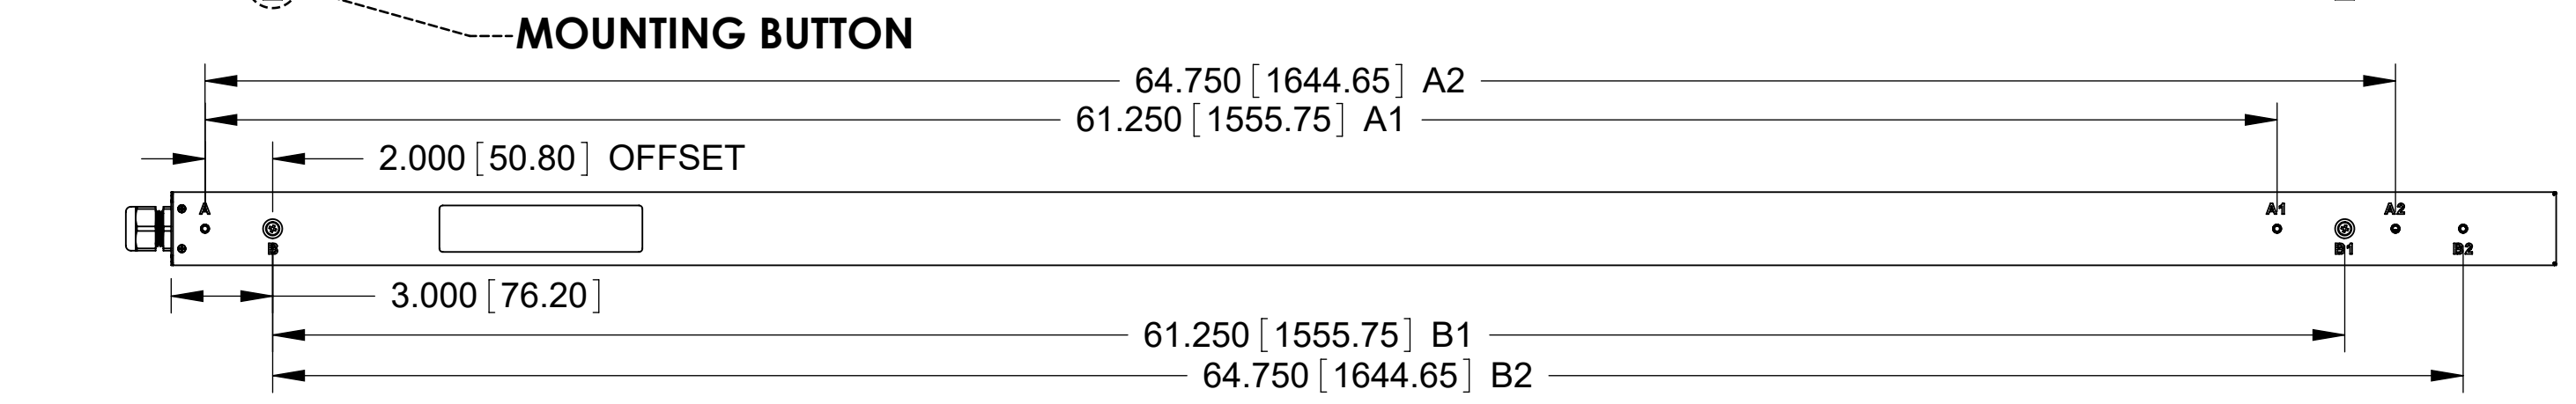 MOUNTING BUTTON
64.750 [1644.65] A2
61.250 [1555.75] A1
2.000 [50.80] OFFSET
A A1 A2
B B1 B2
3.000 [76.20]
61.250 [1555.75] B1
64.750 [1644.65] B2